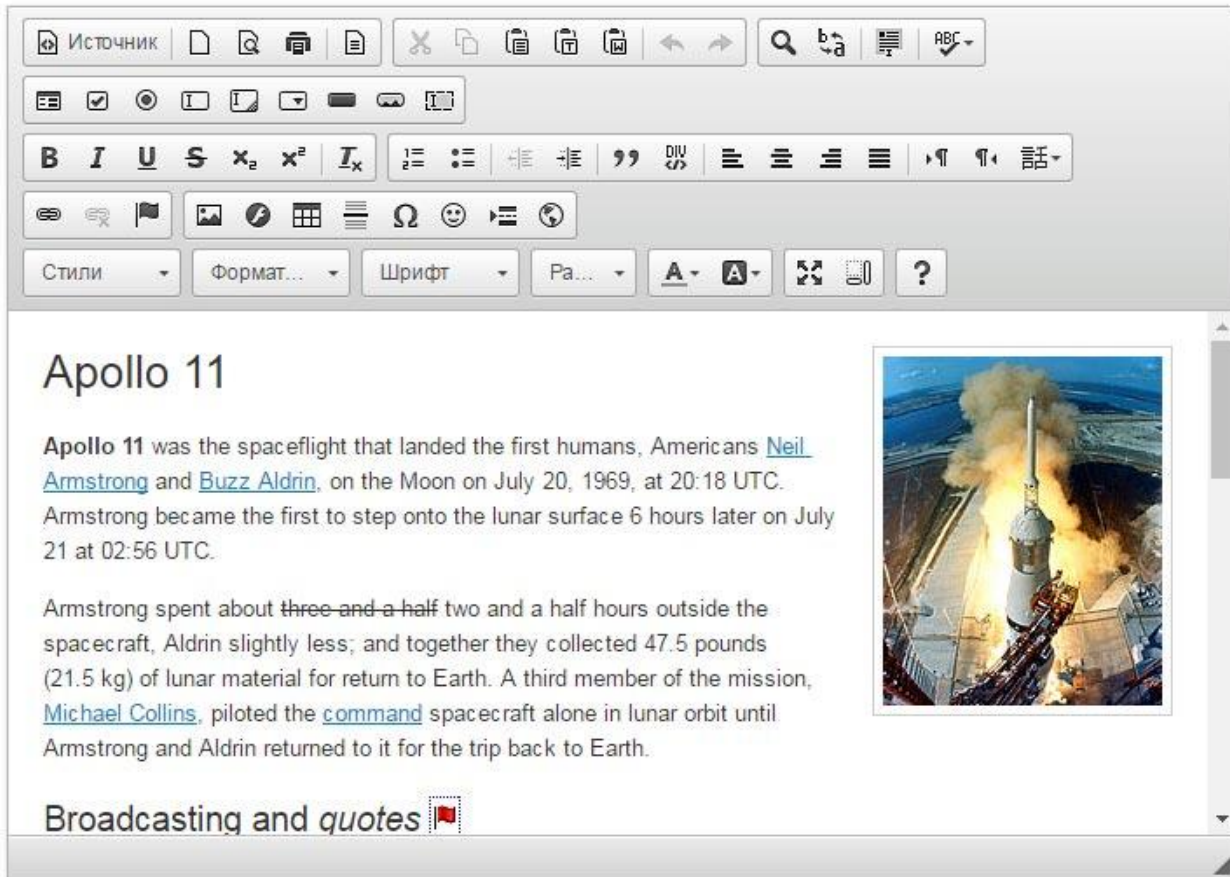 Источник
ABC
B I U S x₂ x² Tx
DIV
話
Стили Формат... Шрифт Ра... A A ?
Apollo 11
Apollo 11 was the spaceflight that landed the first humans, Americans Neil
Armstrong and Buzz Aldrin, on the Moon on July 20, 1969, at 20:18 UTC.
Armstrong became the first to step onto the lunar surface 6 hours later on July
21 at 02:56 UTC.
Armstrong spent about three and a half two and a half hours outside the
spacecraft, Aldrin slightly less; and together they collected 47.5 pounds
(21.5 kg) of lunar material for return to Earth. A third member of the mission,
Michael Collins, piloted the command spacecraft alone in lunar orbit until
Armstrong and Aldrin returned to it for the trip back to Earth.
Broadcasting and quotes